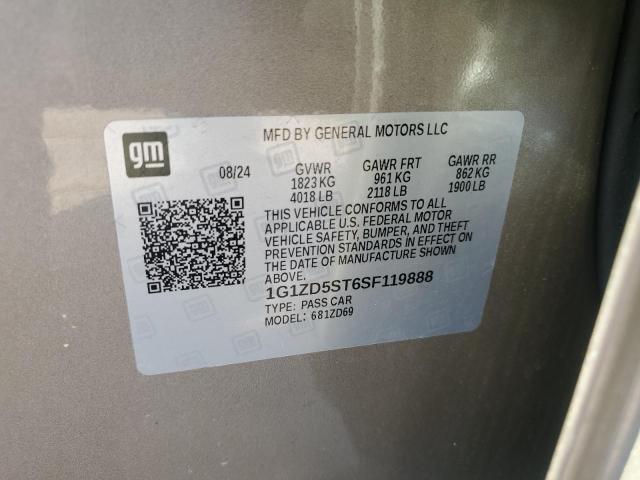 gm
MFD BY GENERAL MOTORS LLC
08/24 GVWR GAWR FRT GAWR RR
1823 KG 961 KG 862 KG
4018 LB 2118 LB 1900 LB
THIS VEHICLE CONFORMS TO ALL
APPLICABLE U.S. FEDERAL MOTOR
VEHICLE SAFETY, BUMPER, AND THEFT
PREVENTION STANDARDS IN EFFECT ON
THE DATE OF MANUFACTURE SHOWN
ABOVE.
1G1ZD5ST6SF119888
TYPE: PASS CAR
MODEL: 681ZD69